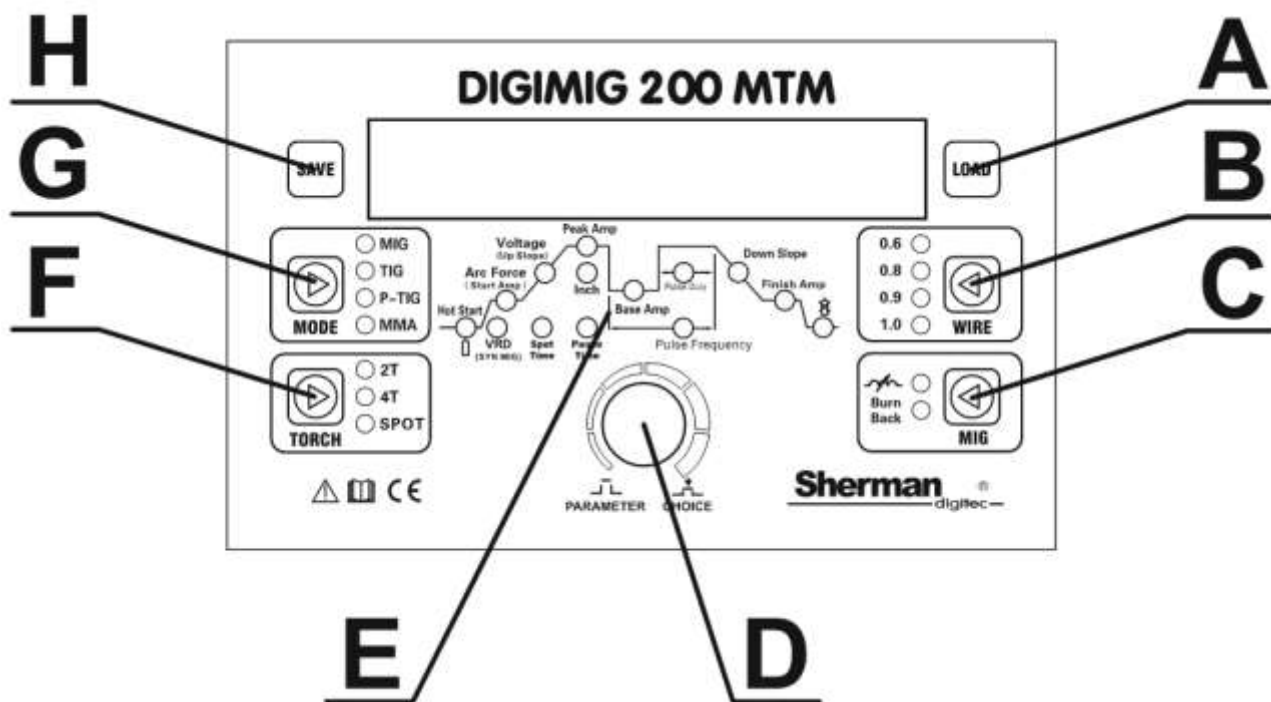 H
A
DIGIMIG 200 MTM
G
B
SAVE
LOAD
F
C
MIG
TIG
P-TIG
MMA
MODE
2T
4T
SPOT
TORCH
Peak Amp
Voltage
(Up Slope)
Arc Force
(Start Amp)
Inch
Hot Start
VRD
(SYN MIG)
Spot
Time
Pause
Time
Base Amp
Pulse Duty
Pulse Frequency
Down Slope
Finish Amp
0.6
0.8
0.9
1.0
WIRE
Burn
Back
MIG
CE
PARAMETER CHOICE
Sherman ®
digitec
E
D